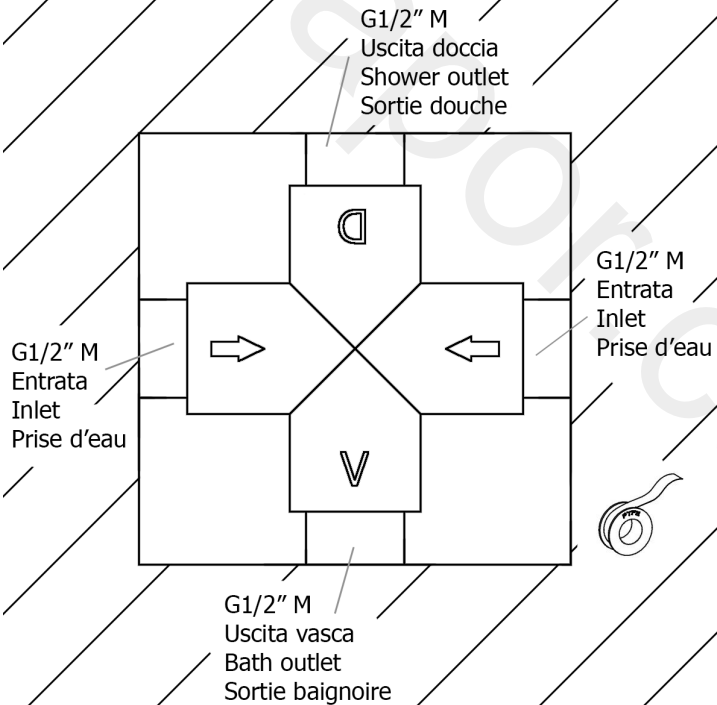 G1/2” M
Uscita doccia
Shower outlet
Sortie douche
D
G1/2” M
Entrata
Inlet
Prise d’eau
G1/2” M
Entrata
Inlet
Prise d’eau
V
PTFE
G1/2” M
Uscita vasca
Bath outlet
Sortie baignoire